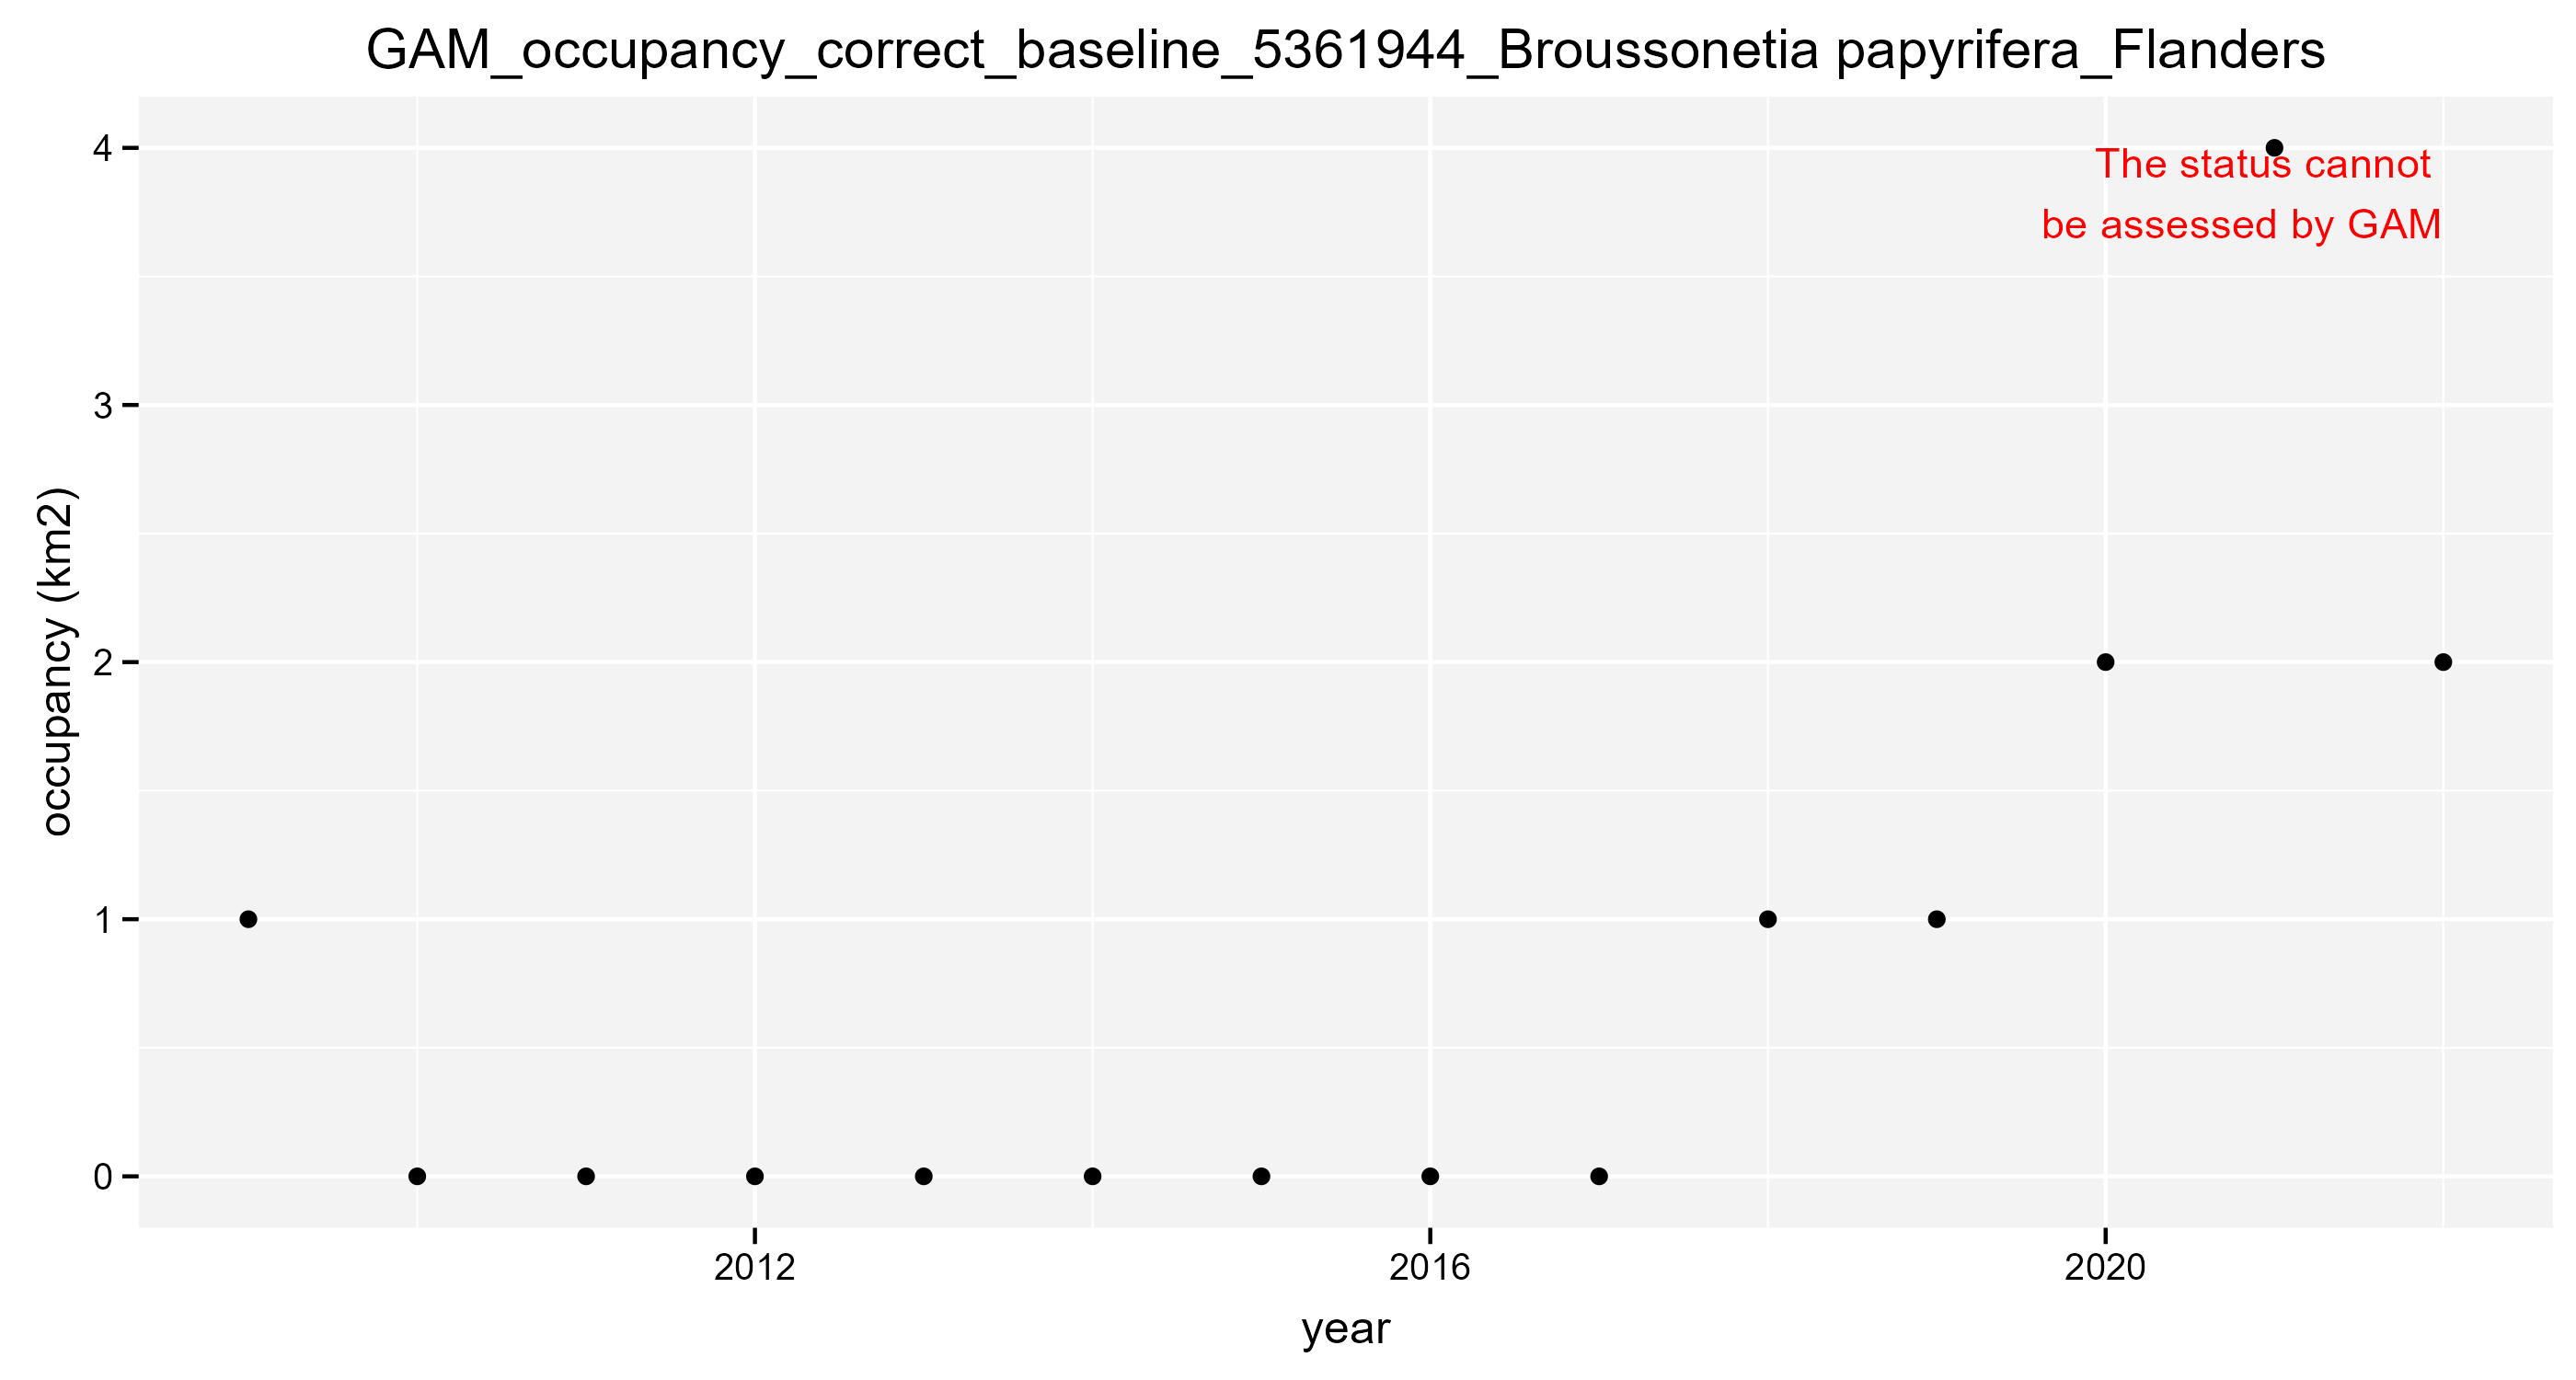 GAM_occupancy_correct_baseline_5361944_Broussonetia papyrifera_Flanders
4
The status cannot
be assessed by GAM
3
occupancy (km2)
2
1
0
2012 2016 2020
year